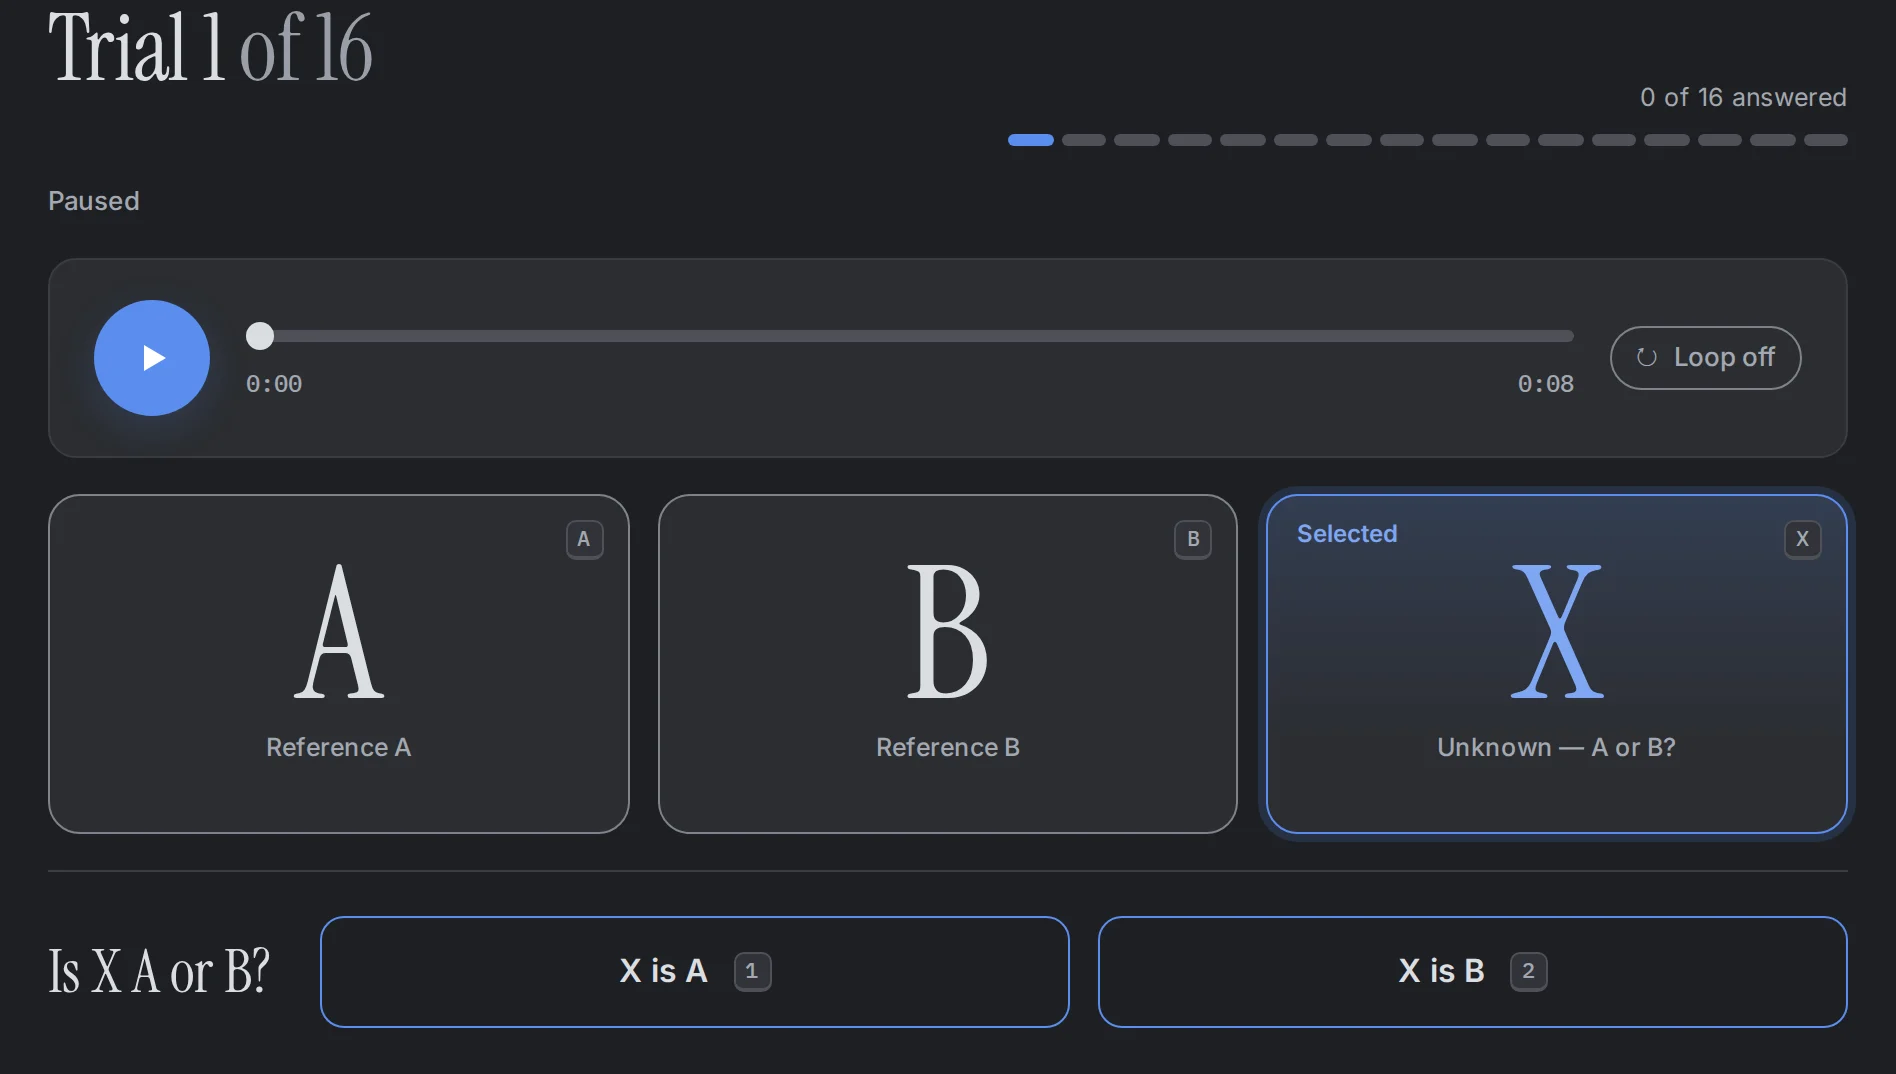 Trial 1 of 16
0 of 16 answered
Paused
0:00
0:08
Loop off
A
A
Reference A
B
B
Reference B
Selected
X
X
Unknown — A or B?
Is X A or B?
X is A 1
X is B 2